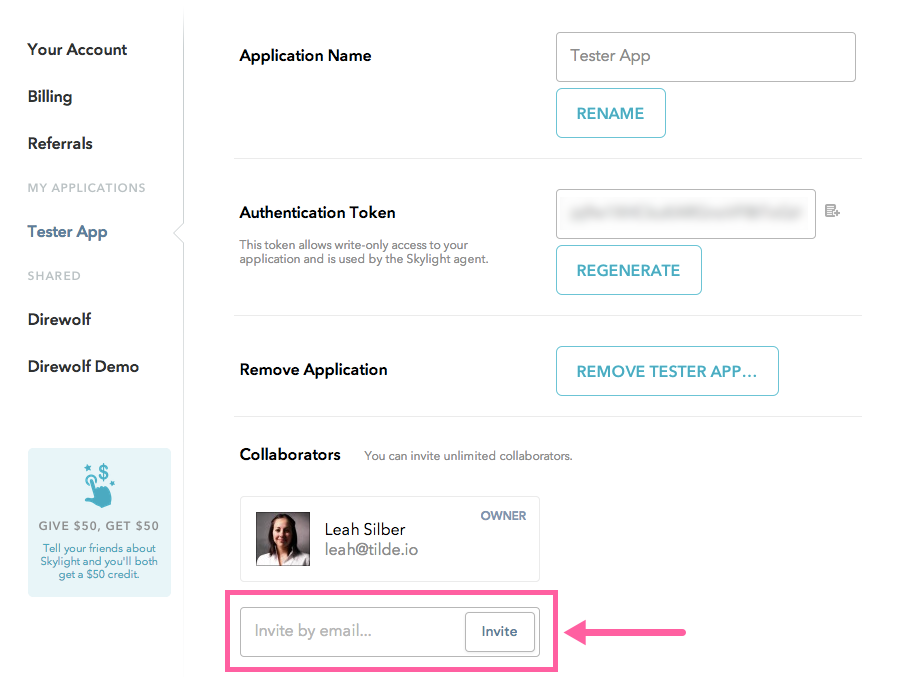 Your Account
Billing
Referrals
MY APPLICATIONS
Tester App
SHARED
Direwolf
Direwolf Demo
GIVE $50, GET $50
Tell your friends about
Skylight and you'll both
get a $50 credit.
Application Name
Tester App
RENAME
Authentication Token
This token allows write-only access to your
application and is used by the Skylight agent.
REGENERATE
Remove Application
REMOVE TESTER APP...
Collaborators You can invite unlimited collaborators.
Leah Silber
OWNER
leah@tilde.io
Invite by email... Invite